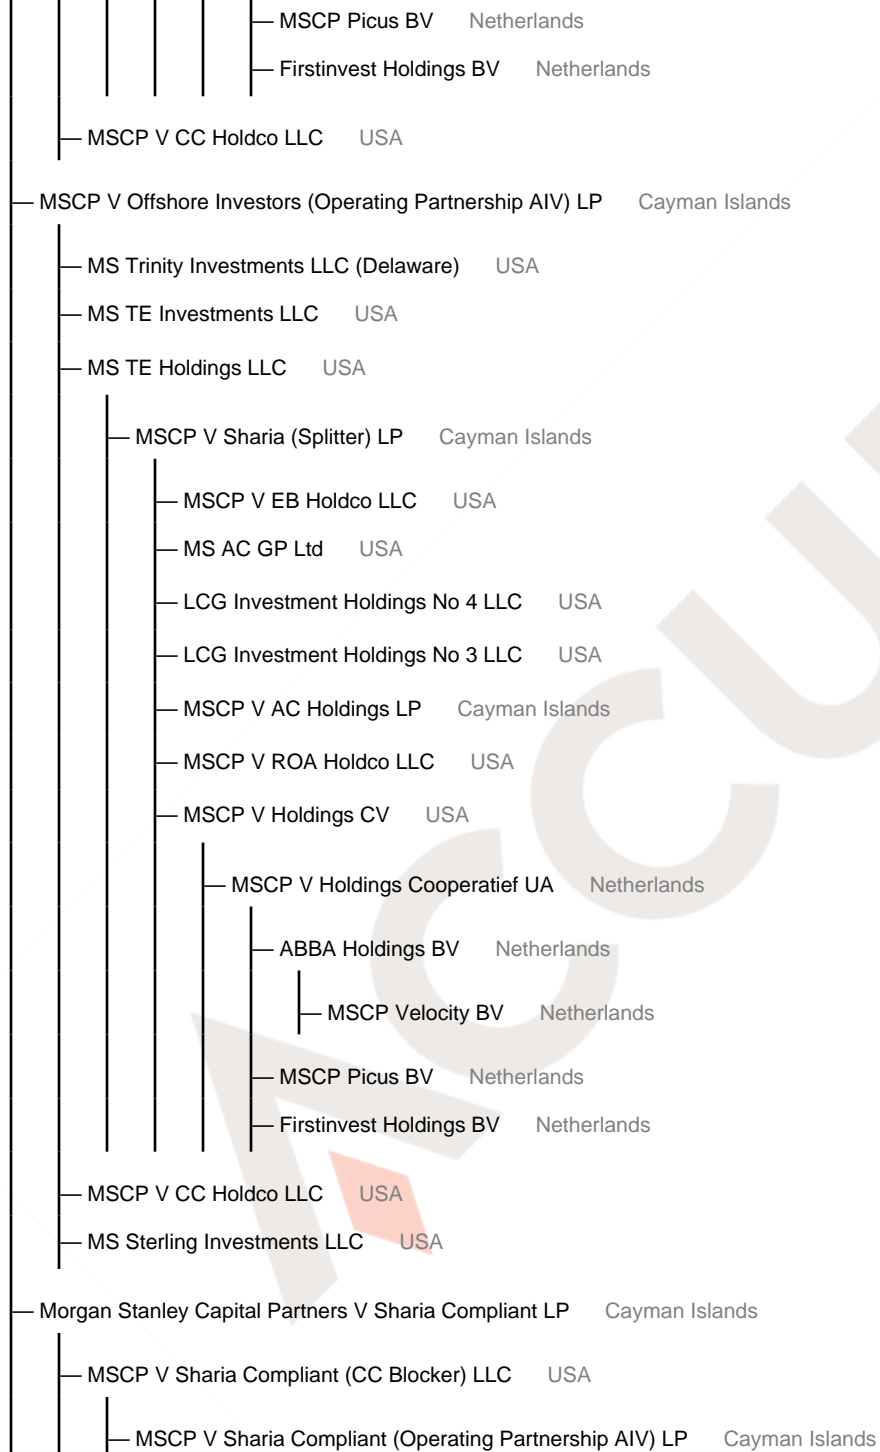 MSCP Picus BV Netherlands
Firstinvest Holdings BV Netherlands
MSCP V CC Holdco LLC USA
MSCP V Offshore Investors (Operating Partnership AIV) LP Cayman Islands
MS Trinity Investments LLC (Delaware) USA
MS TE Investments LLC USA
MS TE Holdings LLC USA
MSCP V Sharia (Splitter) LP Cayman Islands
MSCP V EB Holdco LLC USA
MS AC GP Ltd USA
LCG Investment Holdings No 4 LLC USA
LCG Investment Holdings No 3 LLC USA
MSCP V AC Holdings LP Cayman Islands
MSCP V ROA Holdco LLC USA
MSCP V Holdings CV USA
MSCP V Holdings Cooperatief UA Netherlands
ABBA Holdings BV Netherlands
MSCP Velocity BV Netherlands
MSCP Picus BV Netherlands
Firstinvest Holdings BV Netherlands
MSCP V CC Holdco LLC USA
MS Sterling Investments LLC USA
Morgan Stanley Capital Partners V Sharia Compliant LP Cayman Islands
MSCP V Sharia Compliant (CC Blocker) LLC USA
MSCP V Sharia Compliant (Operating Partnership AIV) LP Cayman Islands